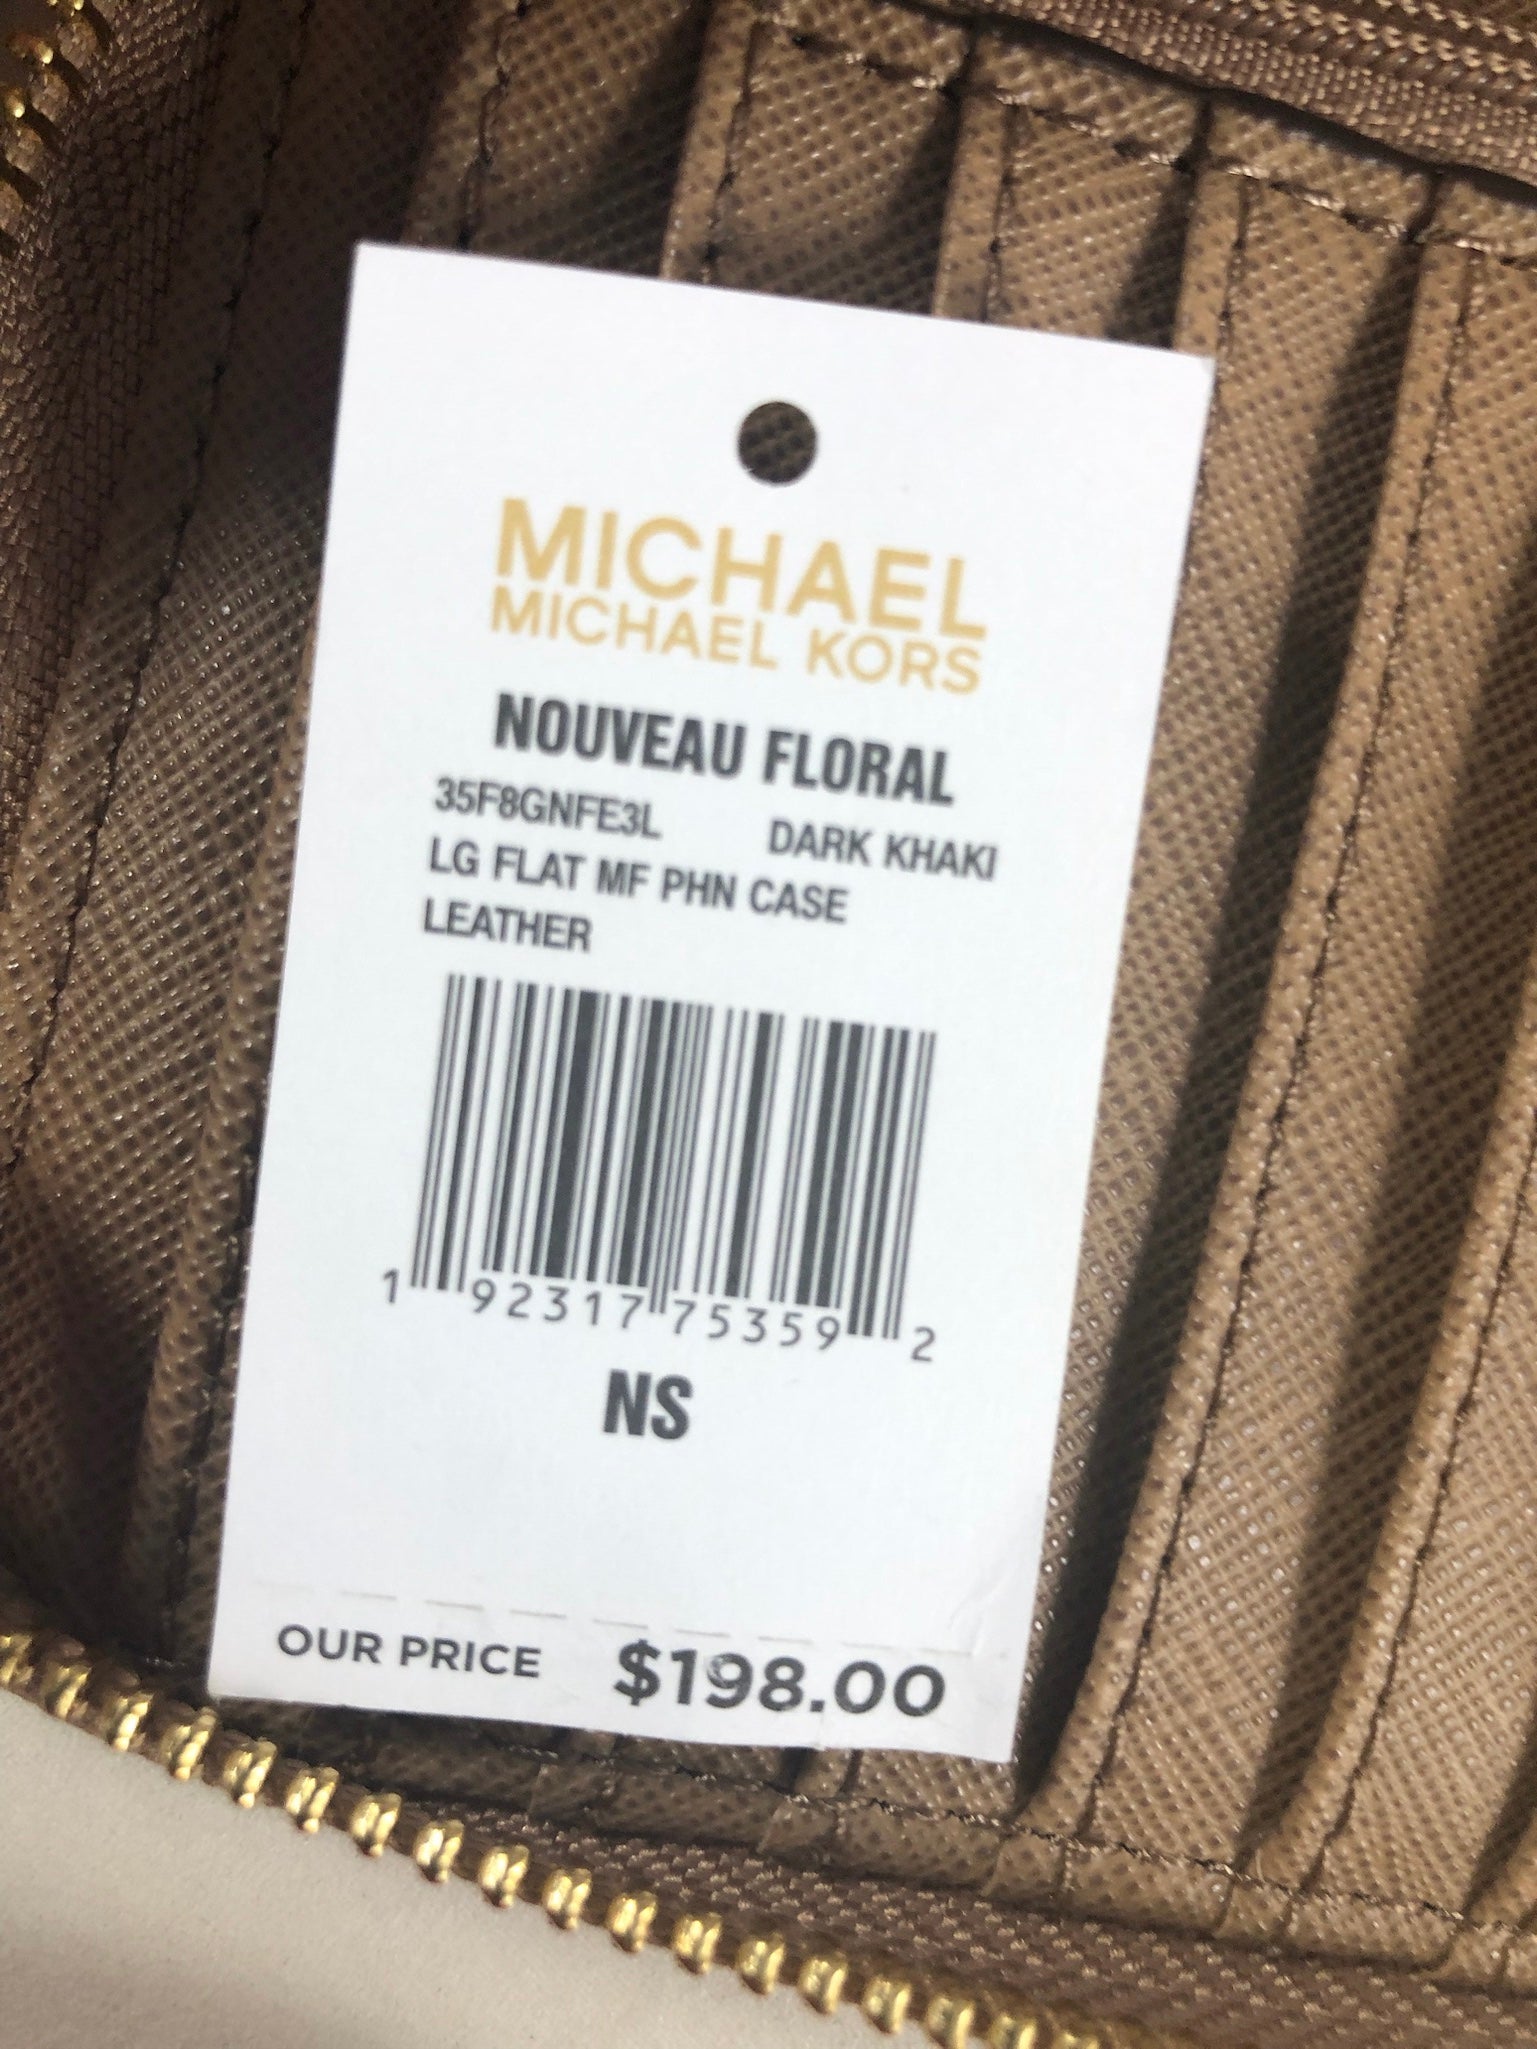 MICHAEL
MICHAEL KORS
NOUVEAU FLORAL
35F8GNFE3L DARK KHAKI
LG FLAT MF PHN CASE
LEATHER
1 92317 75359 2
NS
OUR PRICE $198.00